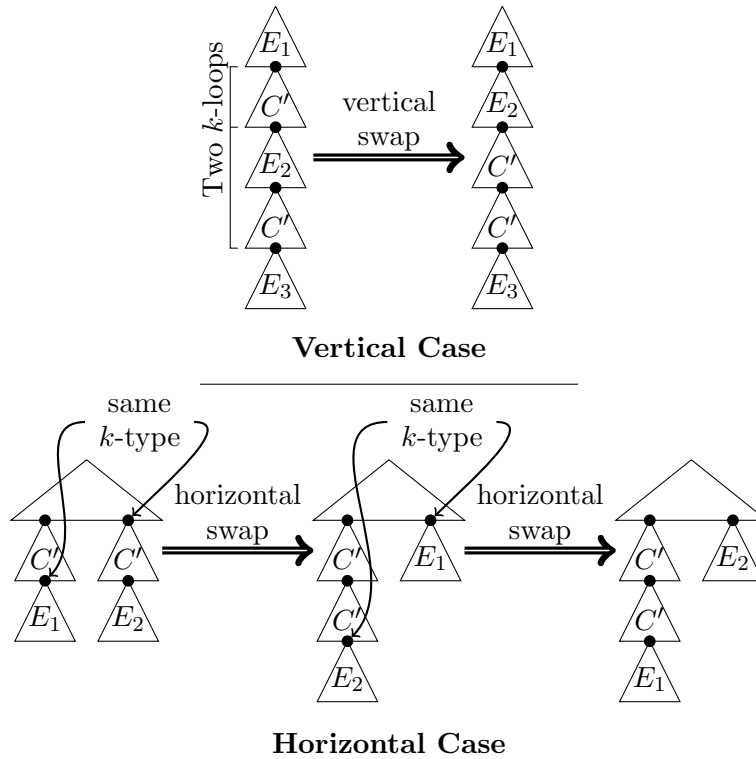 E₁ E₁
C′ E₂
Two k-loops
vertical
swap
E₂ C′
C′ C′
E₃ E₃
Vertical Case
same same
k-type k-type
horizontal horizontal
swap swap
C′ C′ C′ E₁ C′ E₂
E₁ E₂ C′ C′
E₂ E₁
Horizontal Case